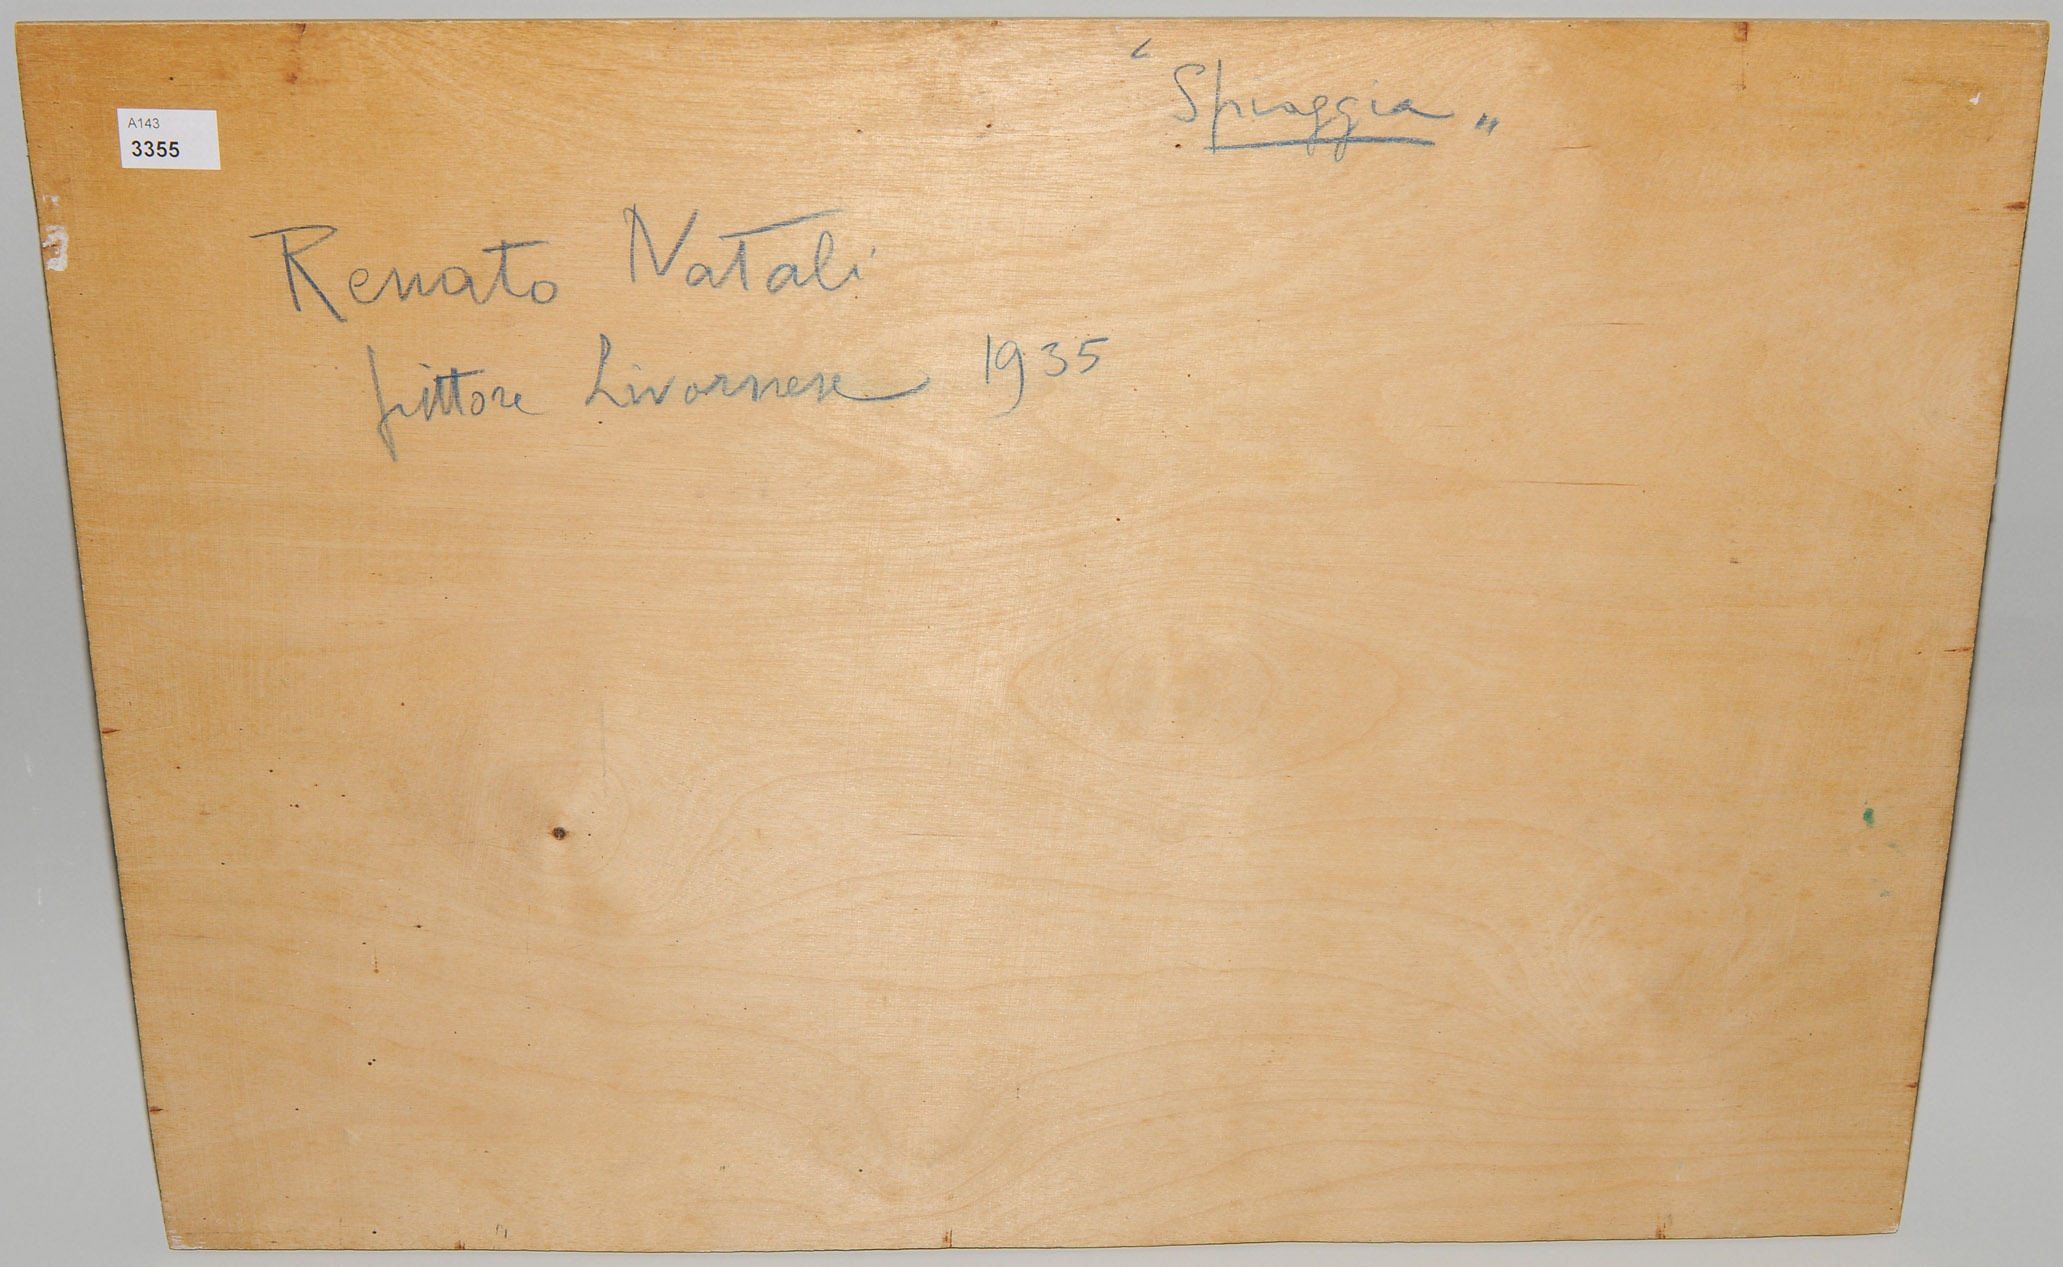 "Spiaggia"
A143
3355
Renato Natali
pittore Livornese 1935